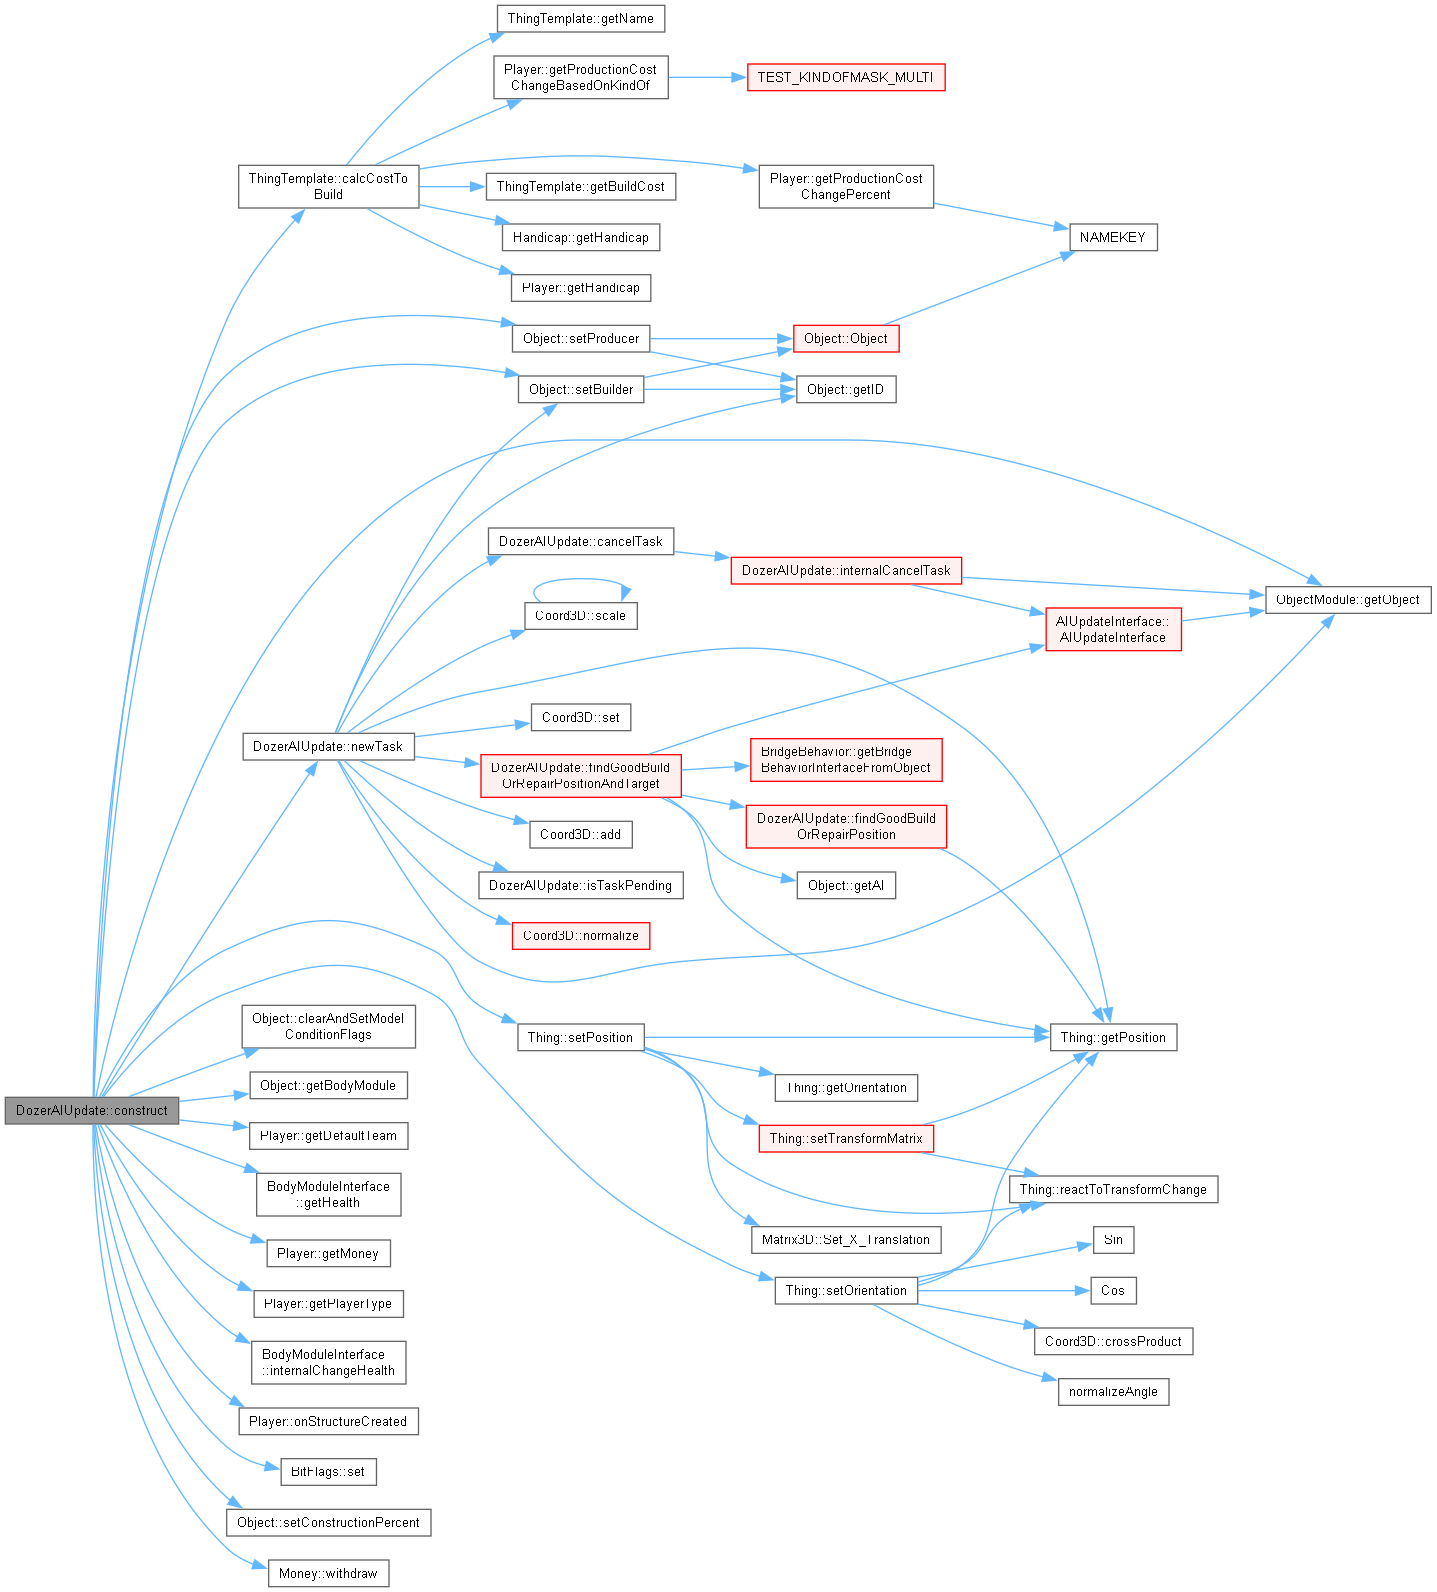 ThingTemplate::getName
Player::getProductionCost
ChangeBasedOnKindOf
TEST_KINDOFMASK_MULTI
ThingTemplate::calcCostTo
Build
Player::getProductionCost
ChangePercent
ThingTemplate::getBuildCost
Handicap::getHandicap
NAMEKEY
Player::getHandicap
Object::setProducer
Object::Object
Object::setBuilder
Object::getID
DozerAIUpdate::cancelTask
DozerAIUpdate::internalCancelTask
ObjectModule::getObject
Coord3D::scale
AIUpdateInterface::
AIUpdateInterface
Coord3D::set
DozerAIUpdate::newTask
DozerAIUpdate::findGoodBuild
OrRepairPositionAndTarget
BridgeBehavior::getBridge
BehaviorInterfaceFromObject
DozerAIUpdate::findGoodBuild
OrRepairPosition
Coord3D::add
DozerAIUpdate::isTaskPending
Object::getAI
Coord3D::normalize
Object::clearAndSetModel
ConditionFlags
Thing::setPosition
Thing::getPosition
Object::getBodyModule
Thing::getOrientation
DozerAIUpdate::construct
Player::getDefaultTeam
Thing::setTransformMatrix
BodyModuleInterface
::getHealth
Thing::reactToTransformChange
Player::getMoney
Matrix3D::Set_X_Translation
Sin
Player::getPlayerType
Thing::setOrientation
Cos
BodyModuleInterface
::internalChangeHealth
Coord3D::crossProduct
normalizeAngle
Player::onStructureCreated
BitFlags::set
Object::setConstructionPercent
Money::withdraw